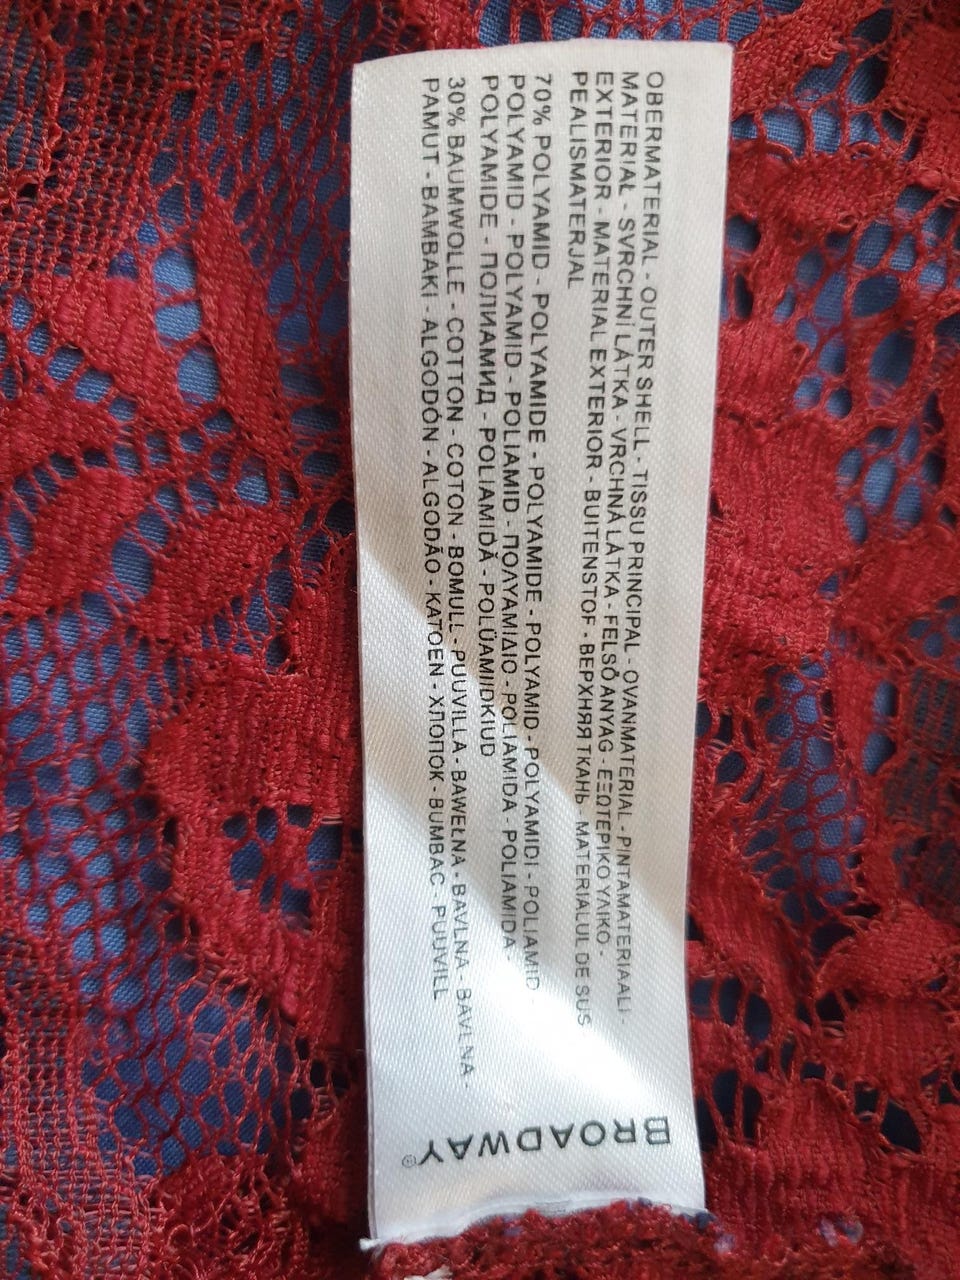 OBERMATERIAL - OUTER SHELL - TISSU PRINCIPAL - OVANMATERIAL - PINTAMATERIAALI -
MATERIAŁ - SVRCHNÍ LÁTKA - VRCHNÁ LÁTKA - FELSŐ ANYAG - ΕΞΩΤΕΡΙΚΟ ΥΛΙΚΟ -
EXTERIOR - MATERIAL EXTERIOR - BUITENSTOF - ВЕРХНЯЯ ТКАНЬ - MATERIALUL DE SUS
PEALISMATERJAL
70% POLYAMID - POLYAMIDE - POLYAMIDE - POLYAMID - POLYAMIDI - POLIAMID -
POLYAMID - POLYAMID - POLIAMID - ΠΟΛΥΑΜΙΔΙΟ - POLIAMIDA - POLIAMIDA -
POLYAMIDE - ПОЛИАМИД - POLIAMIDĂ - POLÜAMIIDKIUD
30% BAUMWOLLE - COTTON - COTON - BOMULL - PUUVILLA - BAWEŁNA - BAVLNA - BAVLNA -
PAMUT - BAMBAKI - ALGODÓN - ALGODÃO - KATOEN - ХЛОПОК - BUMBAC - PUUVILL
BROADWAY®